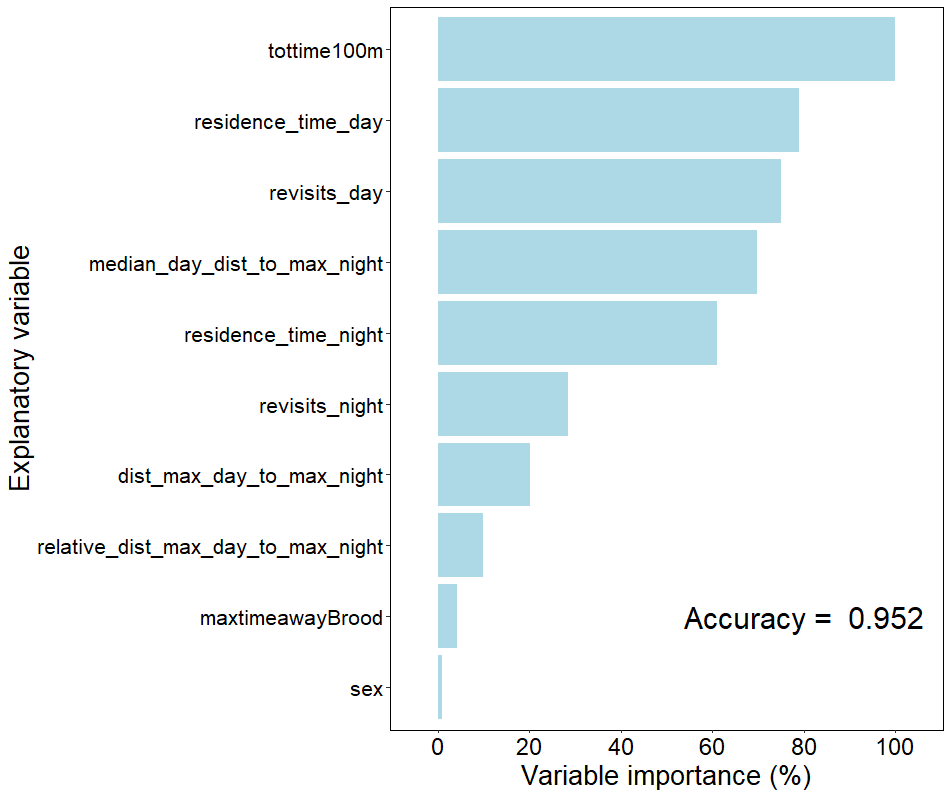 Explanatory variable
tottime100m
residence_time_day
revisits_day
median_day_dist_to_max_night
residence_time_night
revisits_night
dist_max_day_to_max_night
relative_dist_max_day_to_max_night
maxtimeawayBrood
sex
Accuracy =  0.952
0 20 40 60 80 100
Variable importance (%)